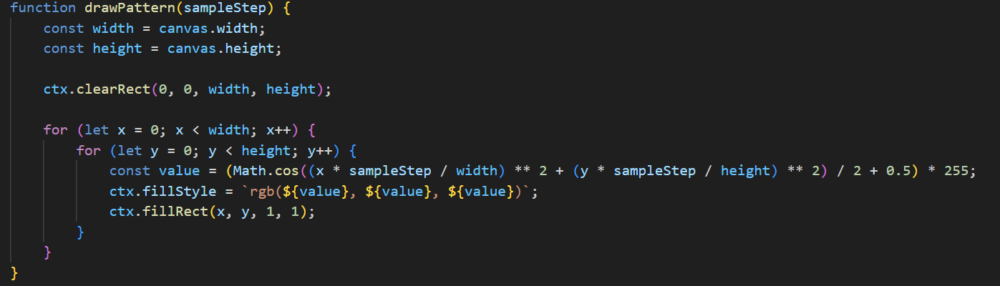 function drawPattern(sampleStep) {
    const width = canvas.width;
    const height = canvas.height;

    ctx.clearRect(0, 0, width, height);

    for (let x = 0; x < width; x++) {
        for (let y = 0; y < height; y++) {
            const value = (Math.cos((x * sampleStep / width) ** 2 + (y * sampleStep / height) ** 2) / 2 + 0.5) * 255;
            ctx.fillStyle = `rgb(${value}, ${value}, ${value})`;
            ctx.fillRect(x, y, 1, 1);
        }
    }
}